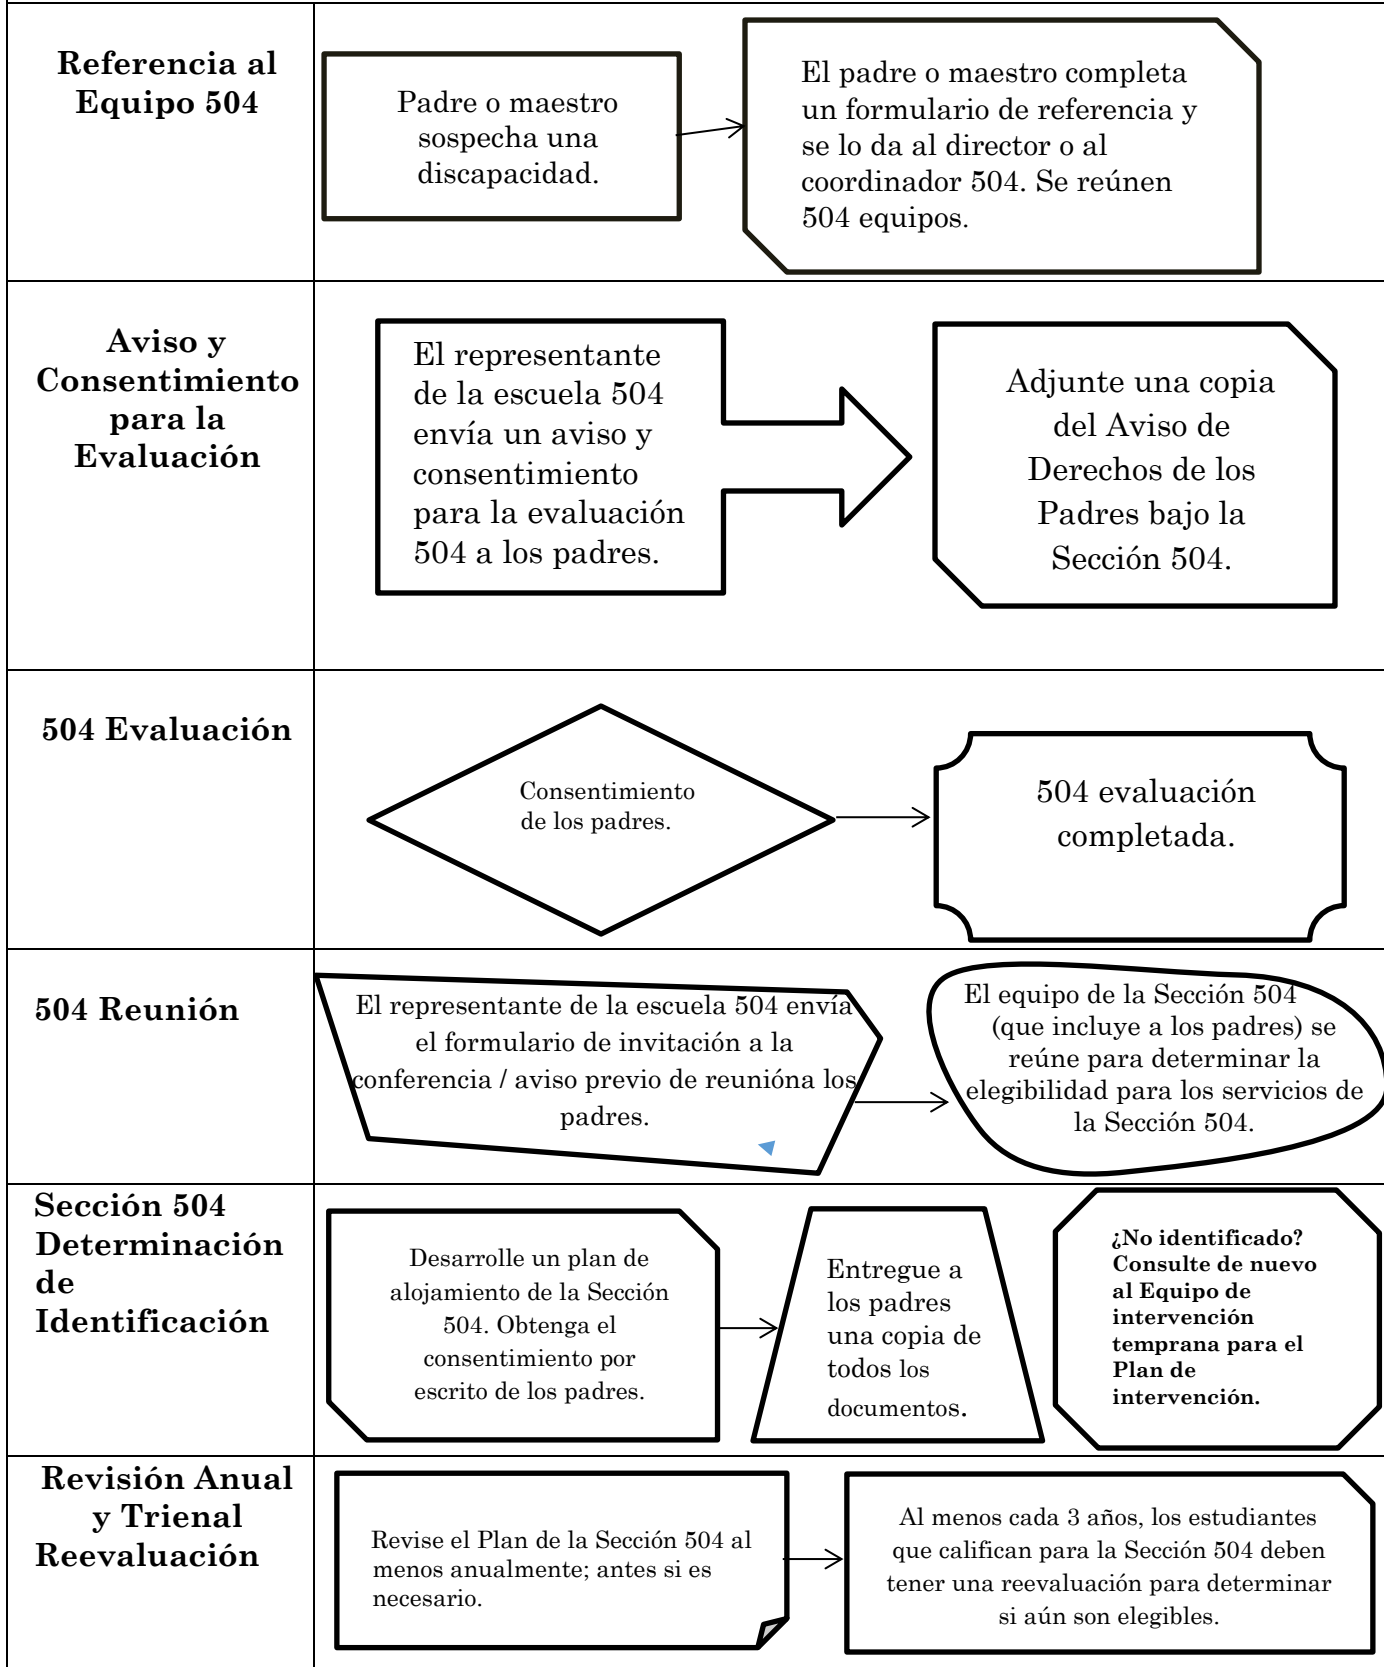 Referencia al
Equipo 504
Padre o maestro
sospecha una
discapacidad.
El padre o maestro completa
un formulario de referencia y
se lo da al director o al
coordinador 504. Se reúnen
504 equipos.
Aviso y
Consentimiento
para la
Evaluación
El representante
de la escuela 504
envía un aviso y
consentimiento
para la evaluación
504 a los padres.
Adjunte una copia
del Aviso de
Derechos de los
Padres bajo la
Sección 504.
504 Evaluación
Consentimiento
de los padres.
504 evaluación
completada.
504 Reunión
El representante de la escuela 504 envía
el formulario de invitación a la
conferencia / aviso previo de reunióna los
padres.
El equipo de la Sección 504
(que incluye a los padres) se
reúne para determinar la
elegibilidad para los servicios de
la Sección 504.
Sección 504
Determinación
de
Identificación
Desarrolle un plan de
alojamiento de la Sección
504. Obtenga el
consentimiento por
escrito de los padres.
Entregue a
los padres
una copia de
todos los
documentos.
¿No identificado?
Consulte de nuevo
al Equipo de
intervención
temprana para el
Plan de
intervención.
Revisión Anual
y Trienal
Reevaluación
Revise el Plan de la Sección 504 al
menos anualmente; antes si es
necesario.
Al menos cada 3 años, los estudiantes
que califican para la Sección 504 deben
tener una reevaluación para determinar
si aún son elegibles.